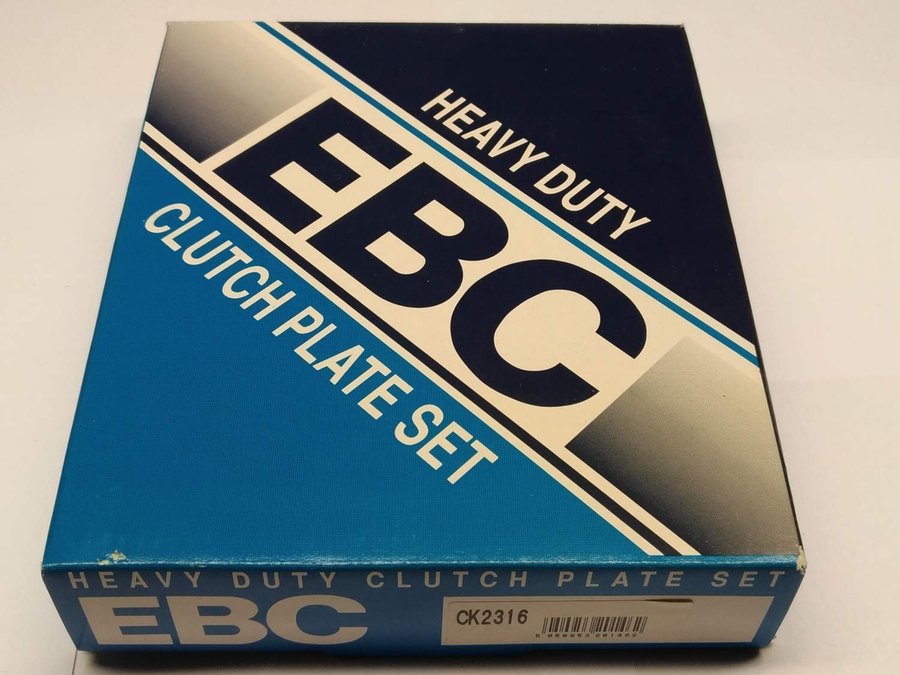 HEAVY DUTY
EBC
CLUTCH PLATE SET
HEAVY DUTY CLUTCH PLATE SET
EBC
CK2316